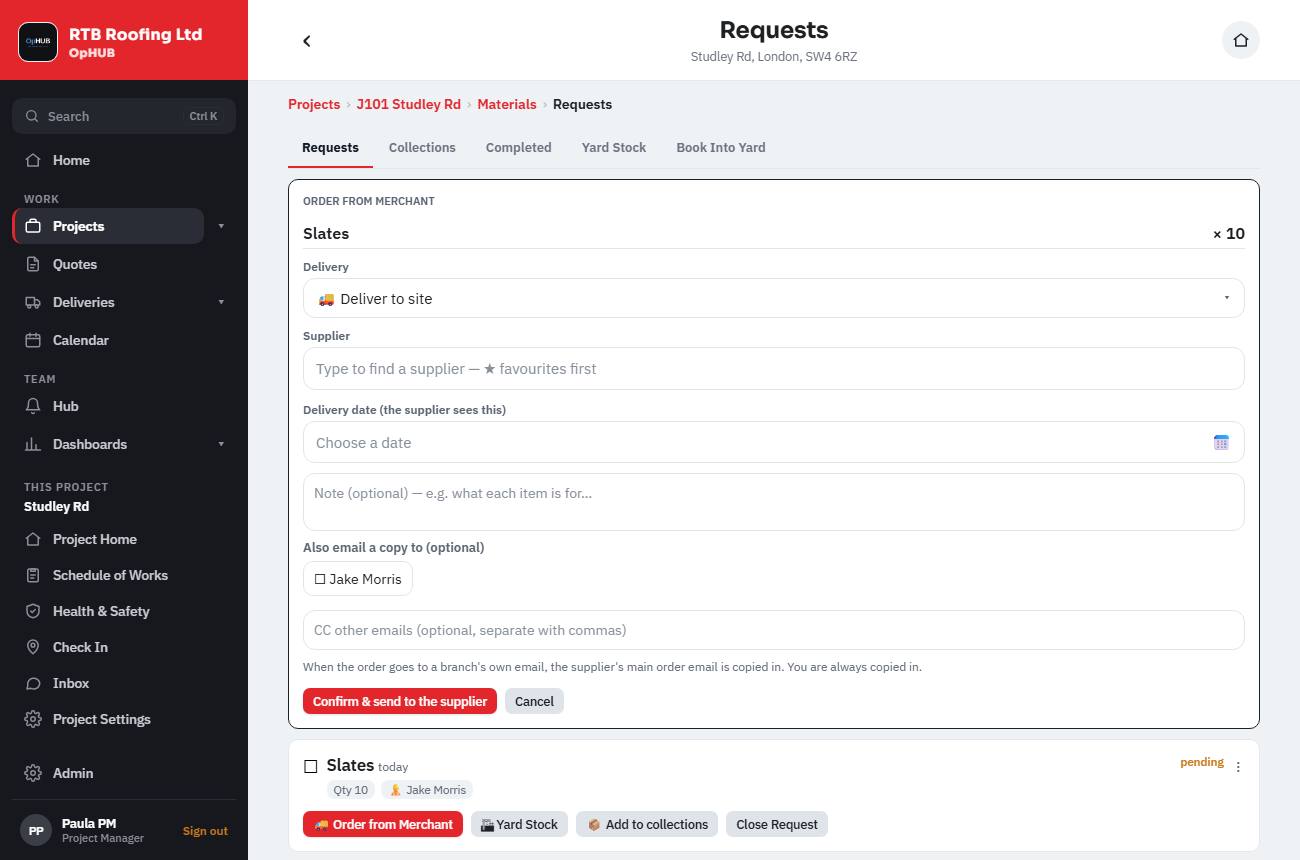 OpHUB
RTB Roofing Ltd
OpHUB
Search
Ctrl K
Home
WORK
Projects
Quotes
Deliveries
Calendar
TEAM
Hub
Dashboards
THIS PROJECT
Studley Rd
Project Home
Schedule of Works
Health & Safety
Check In
Inbox
Project Settings
Admin
PP
Paula PM
Project Manager
Sign out
Requests
Studley Rd, London, SW4 6RZ
Projects › J101 Studley Rd › Materials › Requests
Requests Collections Completed Yard Stock Book Into Yard
ORDER FROM MERCHANT
Slates × 10
Delivery
🚚 Deliver to site
Supplier
Type to find a supplier — ★ favourites first
Delivery date (the supplier sees this)
Choose a date
Note (optional) — e.g. what each item is for...
Also email a copy to (optional)
☐ Jake Morris
CC other emails (optional, separate with commas)
When the order goes to a branch's own email, the supplier's main order email is copied in. You are always copied in.
Confirm & send to the supplier Cancel
Slates today pending
Qty 10 Jake Morris
🚚 Order from Merchant Yard Stock 📦 Add to collections Close Request